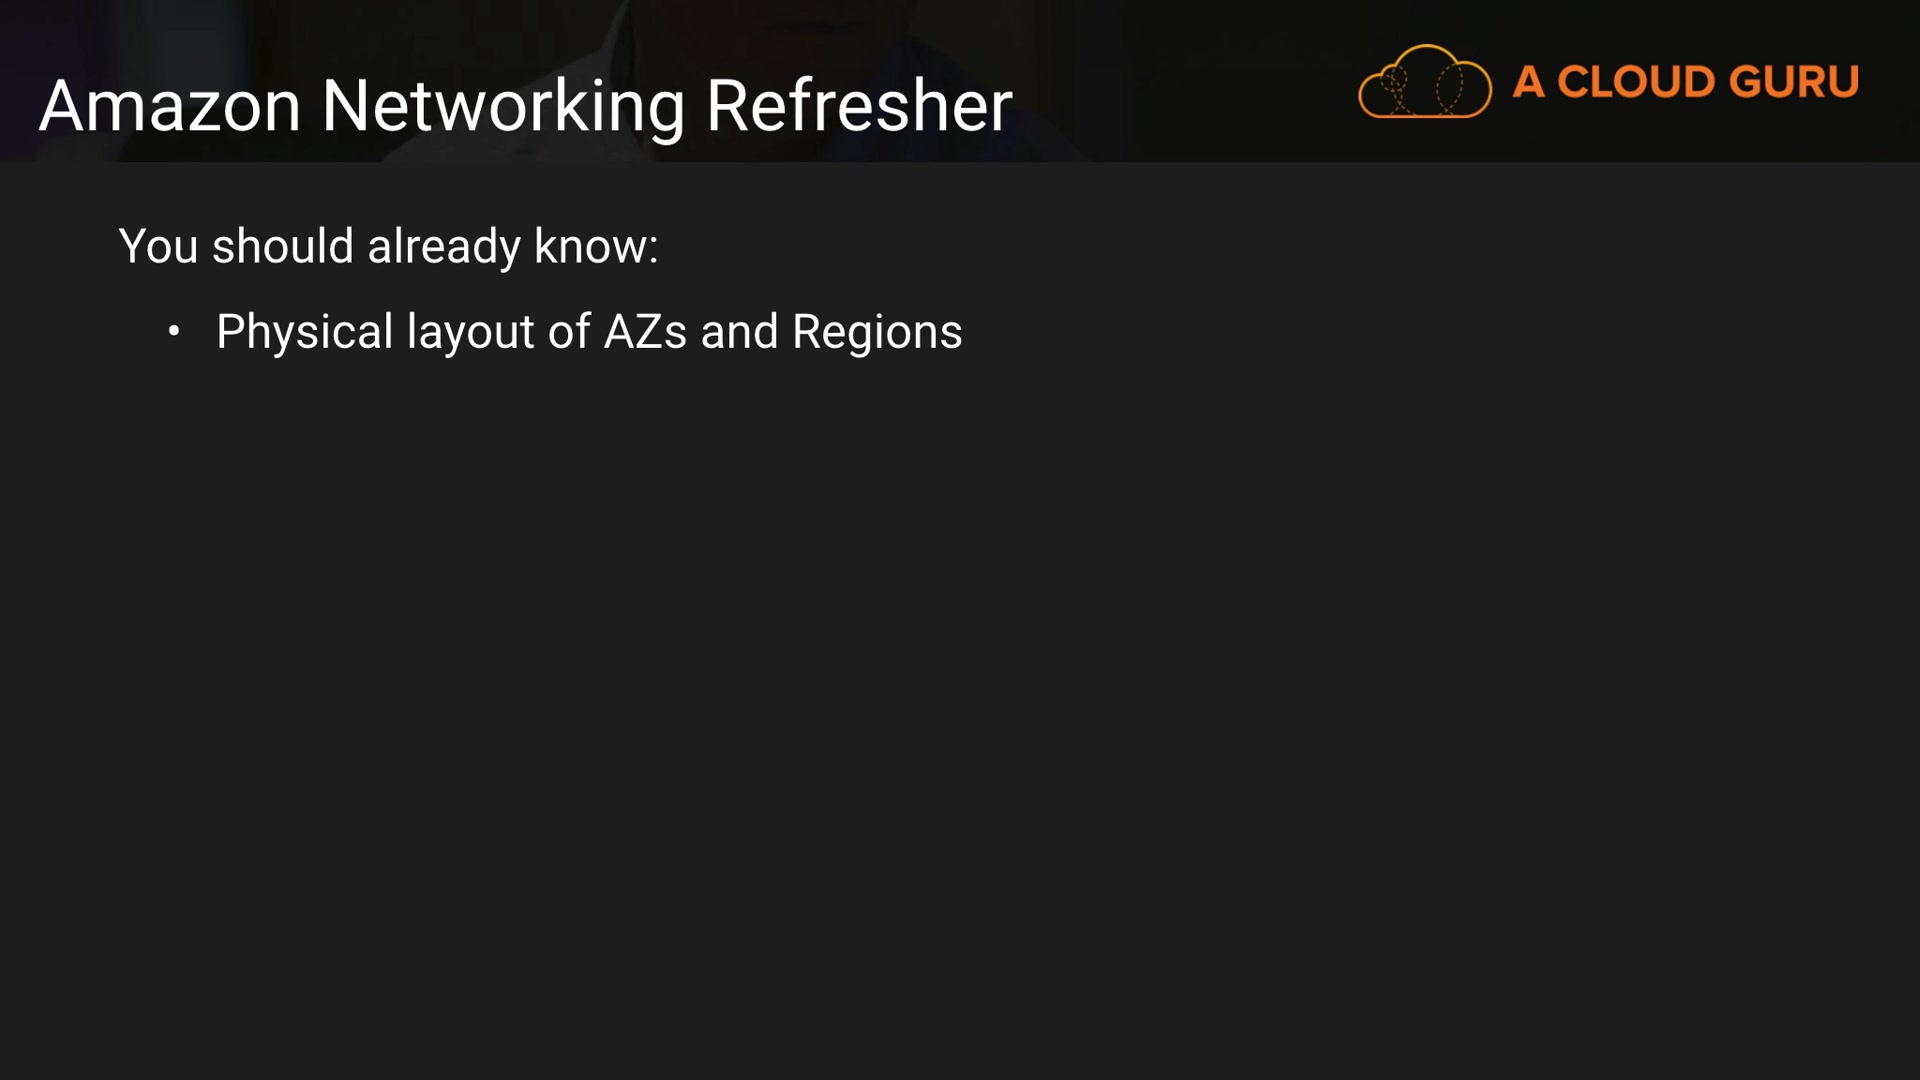 Amazon Networking Refresher
A CLOUD GURU
You should already know:
• Physical layout of AZs and Regions